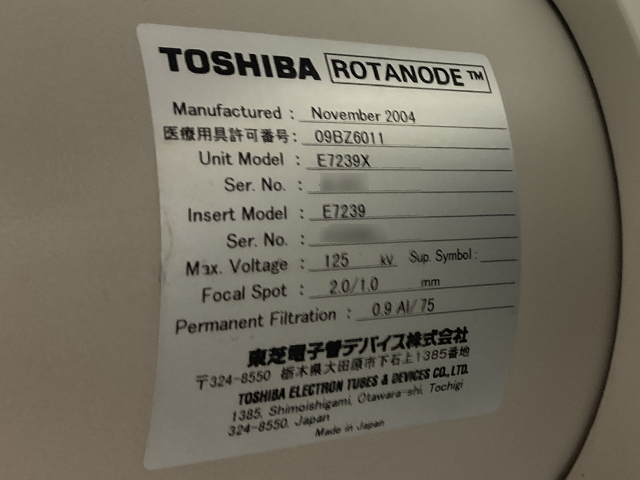 TOSHIBA ROTANODE™
Manufactured : November 2004
医療用具許可番号: 09BZ6011
Unit Model : E7239X
Ser. No. :
Insert Model : E7239
Ser. No. :
Max. Voltage : 125 kV Sup. Symbol:
Focal Spot : 2.0/1.0 mm
Permanent Filtration : 0.9 Al/75
東芝電子管デバイス株式会社
〒324-8550 栃木県大田原市下石上1385番地
TOSHIBA ELECTRON TUBES & DEVICES CO., LTD.
1385, Shimoishigami, Otawara-shi, Tochigi
324-8550, Japan
Made in Japan